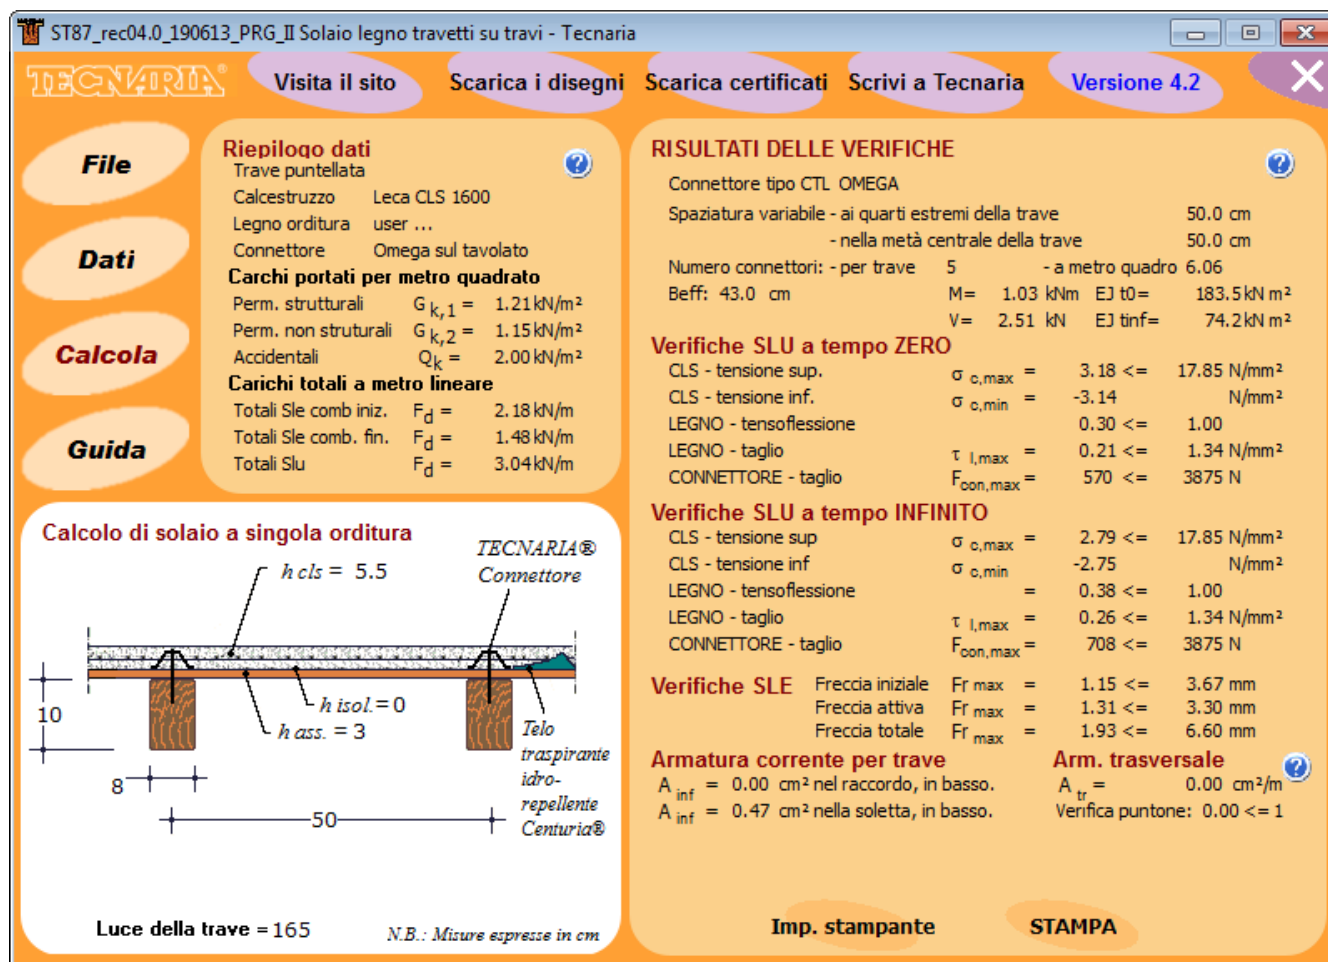 ST87_rec04.0_190613_PRG_II Solaio legno travetti su travi - Tecnaria
TECNARIA® Visita il sito Scarica i disegni Scarica certificati Scrivi a Tecnaria Versione 4.2
File
Dati
Calcola
Guida
Riepilogo dati
Trave puntellata
Calcestruzzo Leca CLS 1600
Legno orditura user ...
Connettore Omega sul tavolato
Carchi portati per metro quadrato
Perm. strutturali G k,1 = 1.21 kN/m²
Perm. non struturali G k,2 = 1.15 kN/m²
Accidentali Qk = 2.00 kN/m²
Carichi totali a metro lineare
Totali Sle comb iniz. Fd = 2.18 kN/m
Totali Sle comb. fin. Fd = 1.48 kN/m
Totali Slu Fd = 3.04 kN/m
Calcolo di solaio a singola orditura
TECNARIA®
Connettore
h cls = 5.5
h isol. = 0
h ass. = 3
10
8
50
Telo
traspirante
idro-
repellente
Centuria®
Luce della trave = 165
N.B.: Misure espresse in cm
RISULTATI DELLE VERIFICHE
Connettore tipo CTL OMEGA
Spaziatura variabile - ai quarti estremi della trave 50.0 cm
- nella metà centrale della trave 50.0 cm
Numero connettori: - per trave 5 - a metro quadro 6.06
Beff: 43.0 cm M= 1.03 kNm EJ t0= 183.5 kN m²
V= 2.51 kN EJ tinf= 74.2 kN m²
Verifiche SLU a tempo ZERO
CLS - tensione sup. σ c,max = 3.18 <= 17.85 N/mm²
CLS - tensione inf. σ c,min = -3.14 N/mm²
LEGNO - tensoflessione 0.30 <= 1.00
LEGNO - taglio τ l,max = 0.21 <= 1.34 N/mm²
CONNETTORE - taglio Fcon,max = 570 <= 3875 N
Verifiche SLU a tempo INFINITO
CLS - tensione sup σ c,max = 2.79 <= 17.85 N/mm²
CLS - tensione inf σ c,min -2.75 N/mm²
LEGNO - tensoflessione = 0.38 <= 1.00
LEGNO - taglio τ l,max = 0.26 <= 1.34 N/mm²
CONNETTORE - taglio Fcon,max = 708 <= 3875 N
Verifiche SLE Freccia iniziale Fr max = 1.15 <= 3.67 mm
Freccia attiva Fr max = 1.31 <= 3.30 mm
Freccia totale Fr max = 1.93 <= 6.60 mm
Armatura corrente per trave
A inf = 0.00 cm² nel raccordo, in basso.
A inf = 0.47 cm² nella soletta, in basso.
Arm. trasversale
A tr = 0.00 cm²/m
Verifica puntone: 0.00 <= 1
Imp. stampante STAMPA